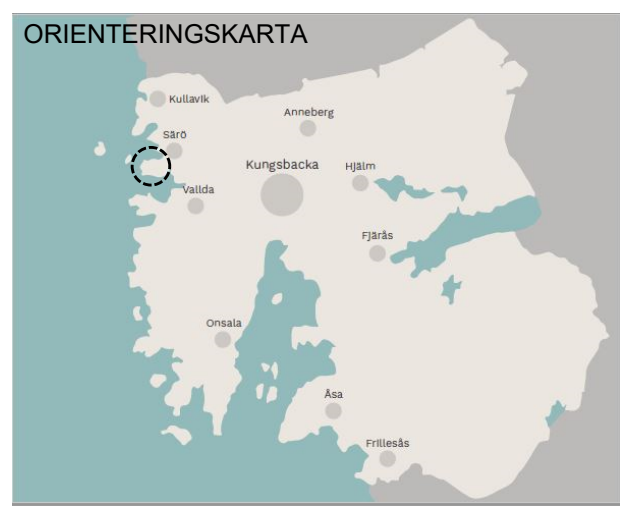 ORIENTERINGSKARTA
Kullavik
Anneberg
Särö
Kungsbacka
Hjälm
Vallda
Fjärås
Onsala
Åsa
Frillesås